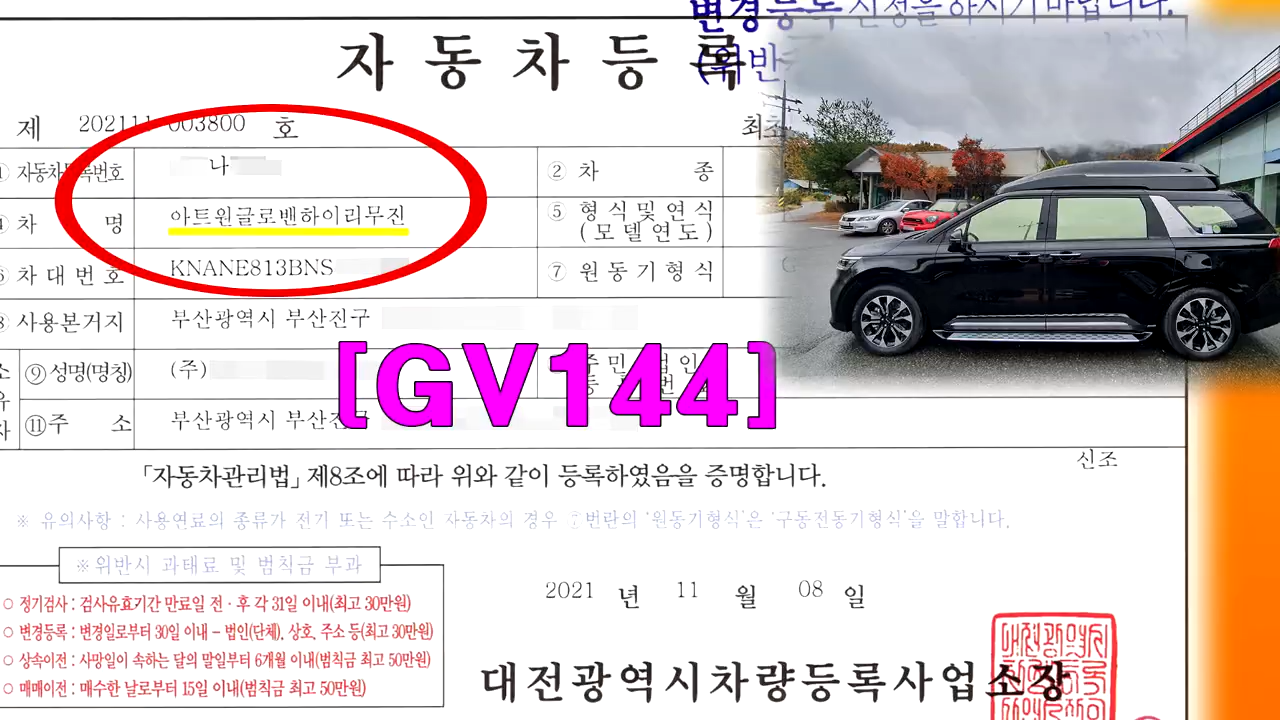 변경등록 신청을 하시기 바랍니다.
(위반
자 동 차 등 록
제 202111-003800 호
최초
① 자동차등록번호 나
② 차 종
④ 차 명 아트원글로벤하이리무진
⑤ 형식및연식
(모델연도)
⑥ 차대번호 KNANE813BNS
⑦ 원동기형식
⑧ 사용본거지 부산광역시 부산진구
소유자
⑨ 성명(명칭) (주)
[GV144]
⑪ 주 소 부산광역시 부산진구
「자동차관리법」 제8조에 따라 위와 같이 등록하였음을 증명합니다.
신조
※ 유의사항 : 사용연료의 종류가 전기 또는 수소인 자동차의 경우 ⑦번란의 '원동기형식'은 '구동전동기형식'을 말합니다.
※위반시 과태료 및 범칙금 부과
○ 정기검사 : 검사유효기간 만료일 전ㆍ후 각 31일 이내(최고 30만원)
○ 변경등록 : 변경일로부터 30일 이내 - 법인(단체), 상호, 주소 등(최고 30만원)
○ 상속이전 : 사망일이 속하는 달의 말일부터 6개월 이내(범칙금 최고 50만원)
○ 매매이전 : 매수한 날로부터 15일 이내(범칙금 최고 50만원)
2021 년 11 월 08 일
대전광역시차량등록사업소장